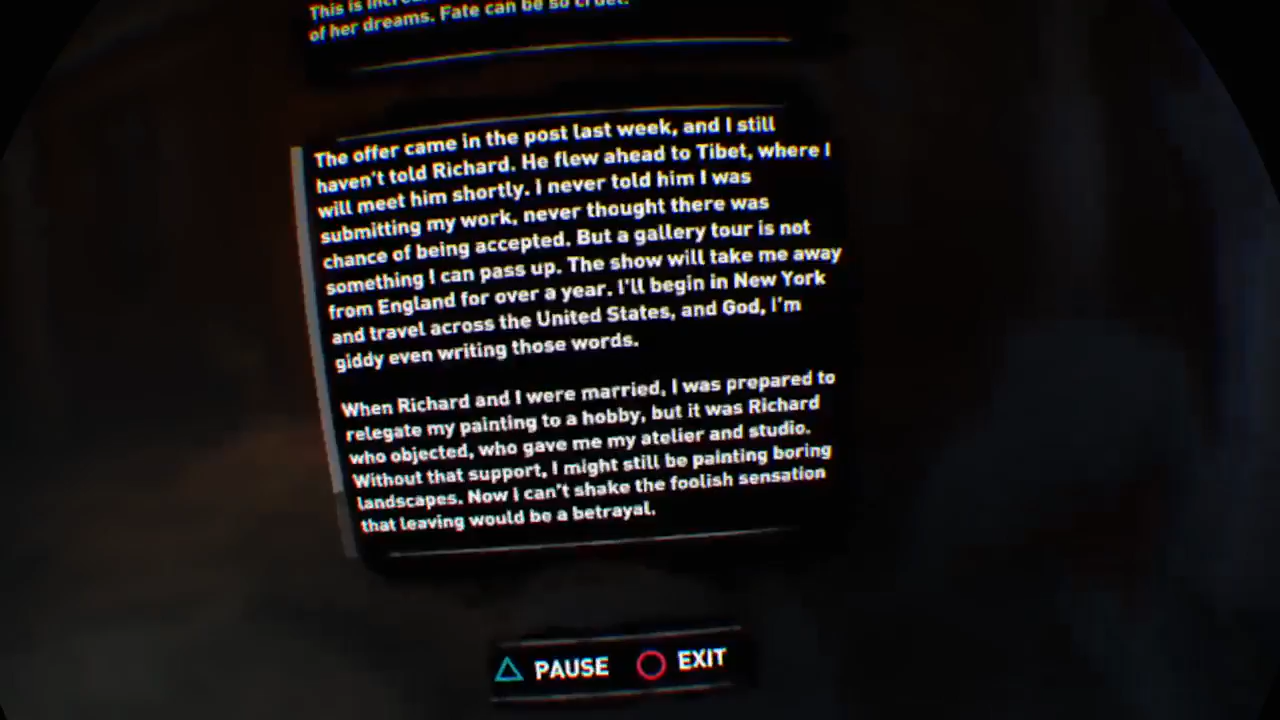 This is
of her dreams. Fate can be so cruel.
The offer came in the post last week, and I still
haven't told Richard. He flew ahead to Tibet, where I
will meet him shortly. I never told him I was
submitting my work, never thought there was
chance of being accepted. But a gallery tour is not
something I can pass up. The show will take me away
from England for over a year. I'll begin in New York
and travel across the United States, and God, I'm
giddy even writing those words.
When Richard and I were married, I was prepared to
relegate my painting to a hobby, but it was Richard
who objected, who gave me my atelier and studio.
Without that support, I might still be painting boring
landscapes. Now I can't shake the foolish sensation
that leaving would be a betrayal.
PAUSE EXIT